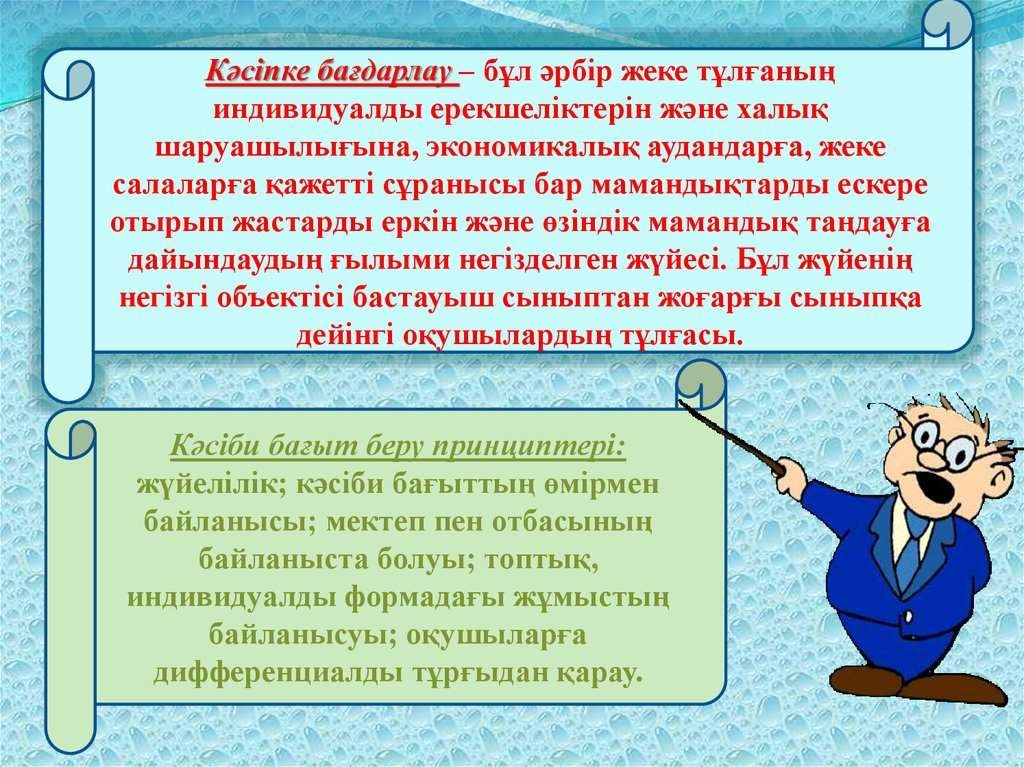 Кәсіпке бағдарлау – бұл әрбір жеке тұлғаның
индивидуалды ерекшеліктерін және халық
шаруашылығына, экономикалық аудандарға, жеке
салаларға қажетті сұранысы бар мамандықтарды ескере
отырып жастарды еркін және өзіндік мамандық таңдауға
дайындаудың ғылыми негізделген жүйесі. Бұл жүйенің
негізгі объектісі бастауыш сыныптан жоғарғы сыныпқа
дейінгі оқушылардың тұлғасы.
Кәсіби бағыт беру принциптері:
жүйелілік; кәсіби бағыттың өмірмен
байланысы; мектеп пен отбасының
байланыста болуы; топтық,
индивидуалды формадағы жұмыстың
байланысуы; оқушыларға
дифференциалды тұрғыдан қарау.